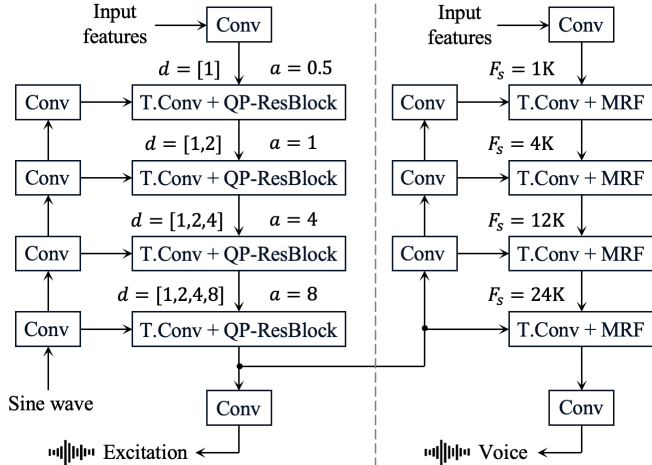 Input
features
Conv
d = [1]
a = 0.5
Conv
T.Conv + QP-ResBlock
d = [1,2]
a = 1
Conv
T.Conv + QP-ResBlock
d = [1,2,4]
a = 4
Conv
T.Conv + QP-ResBlock
d = [1,2,4,8]
a = 8
Conv
T.Conv + QP-ResBlock
Sine wave
Conv
Excitation
Input
features
Conv
F_s = 1K
Conv
T.Conv + MRF
F_s = 4K
Conv
T.Conv + MRF
F_s = 12K
Conv
T.Conv + MRF
F_s = 24K
T.Conv + MRF
Conv
Voice